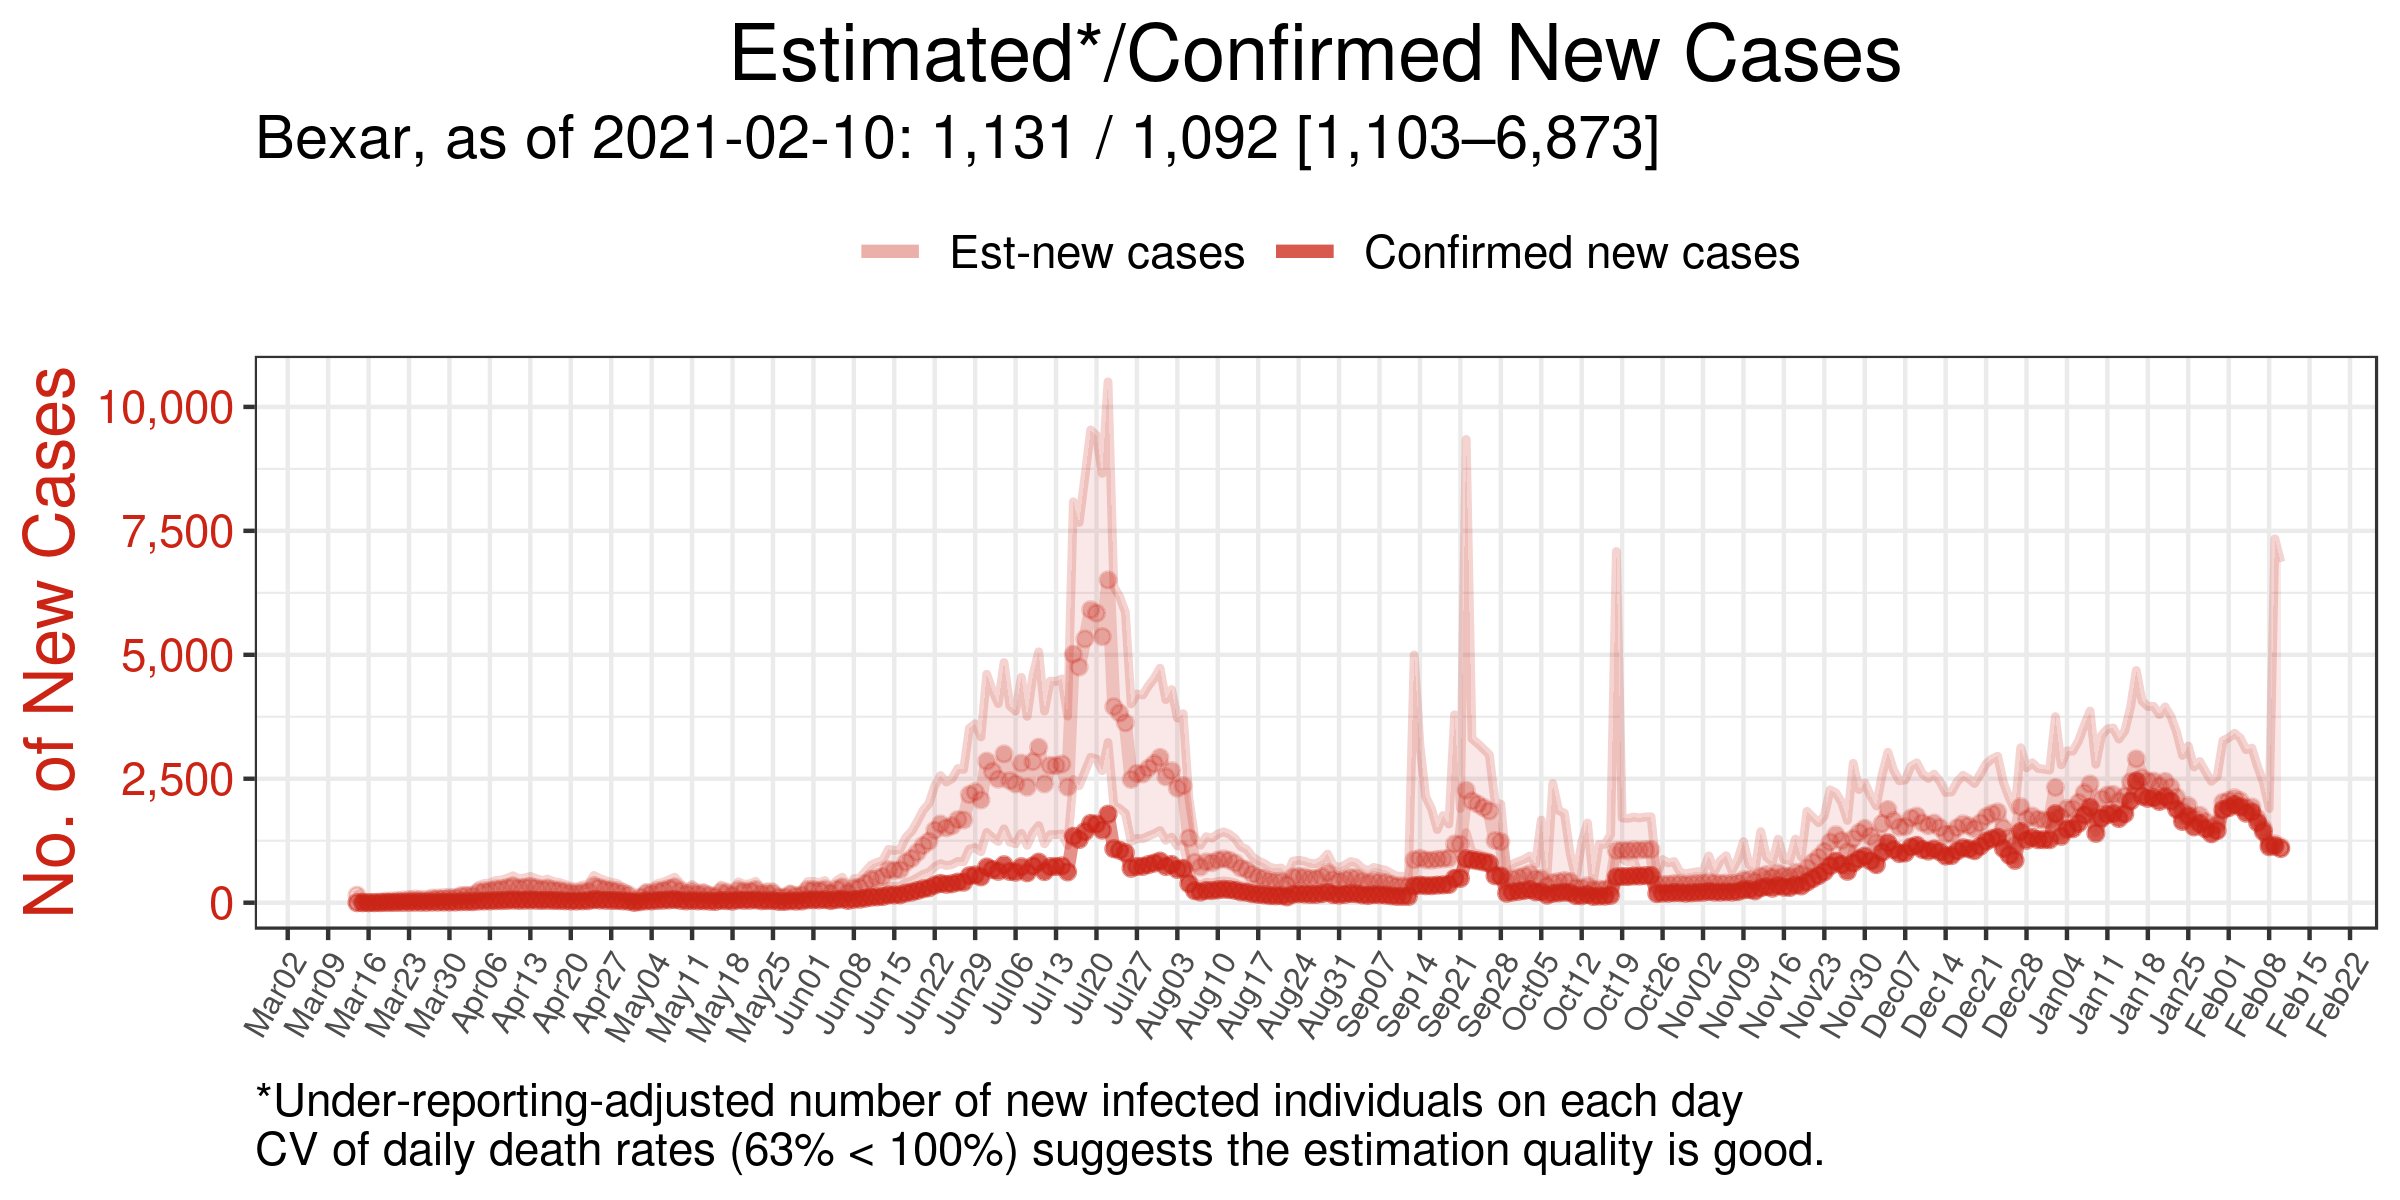 Estimated*/Confirmed New Cases
Bexar, as of 2021-02-10: 1,131 / 1,092 [1,103–6,873]
Est-new cases Confirmed new cases
No. of New Cases
10,000
7,500
5,000
2,500
0
Mar02 Mar09 Mar16 Mar23 Mar30 Apr06 Apr13 Apr20 Apr27 May04 May11 May18 May25 Jun01 Jun08 Jun15 Jun22 Jun29 Jul06 Jul13 Jul20 Jul27 Aug03 Aug10 Aug17 Aug24 Aug31 Sep07 Sep14 Sep21 Sep28 Oct05 Oct12 Oct19 Oct26 Nov02 Nov09 Nov16 Nov23 Nov30 Dec07 Dec14 Dec21 Dec28 Jan04 Jan11 Jan18 Jan25 Feb01 Feb08 Feb15 Feb22
*Under-reporting-adjusted number of new infected individuals on each day
CV of daily death rates (63% < 100%) suggests the estimation quality is good.